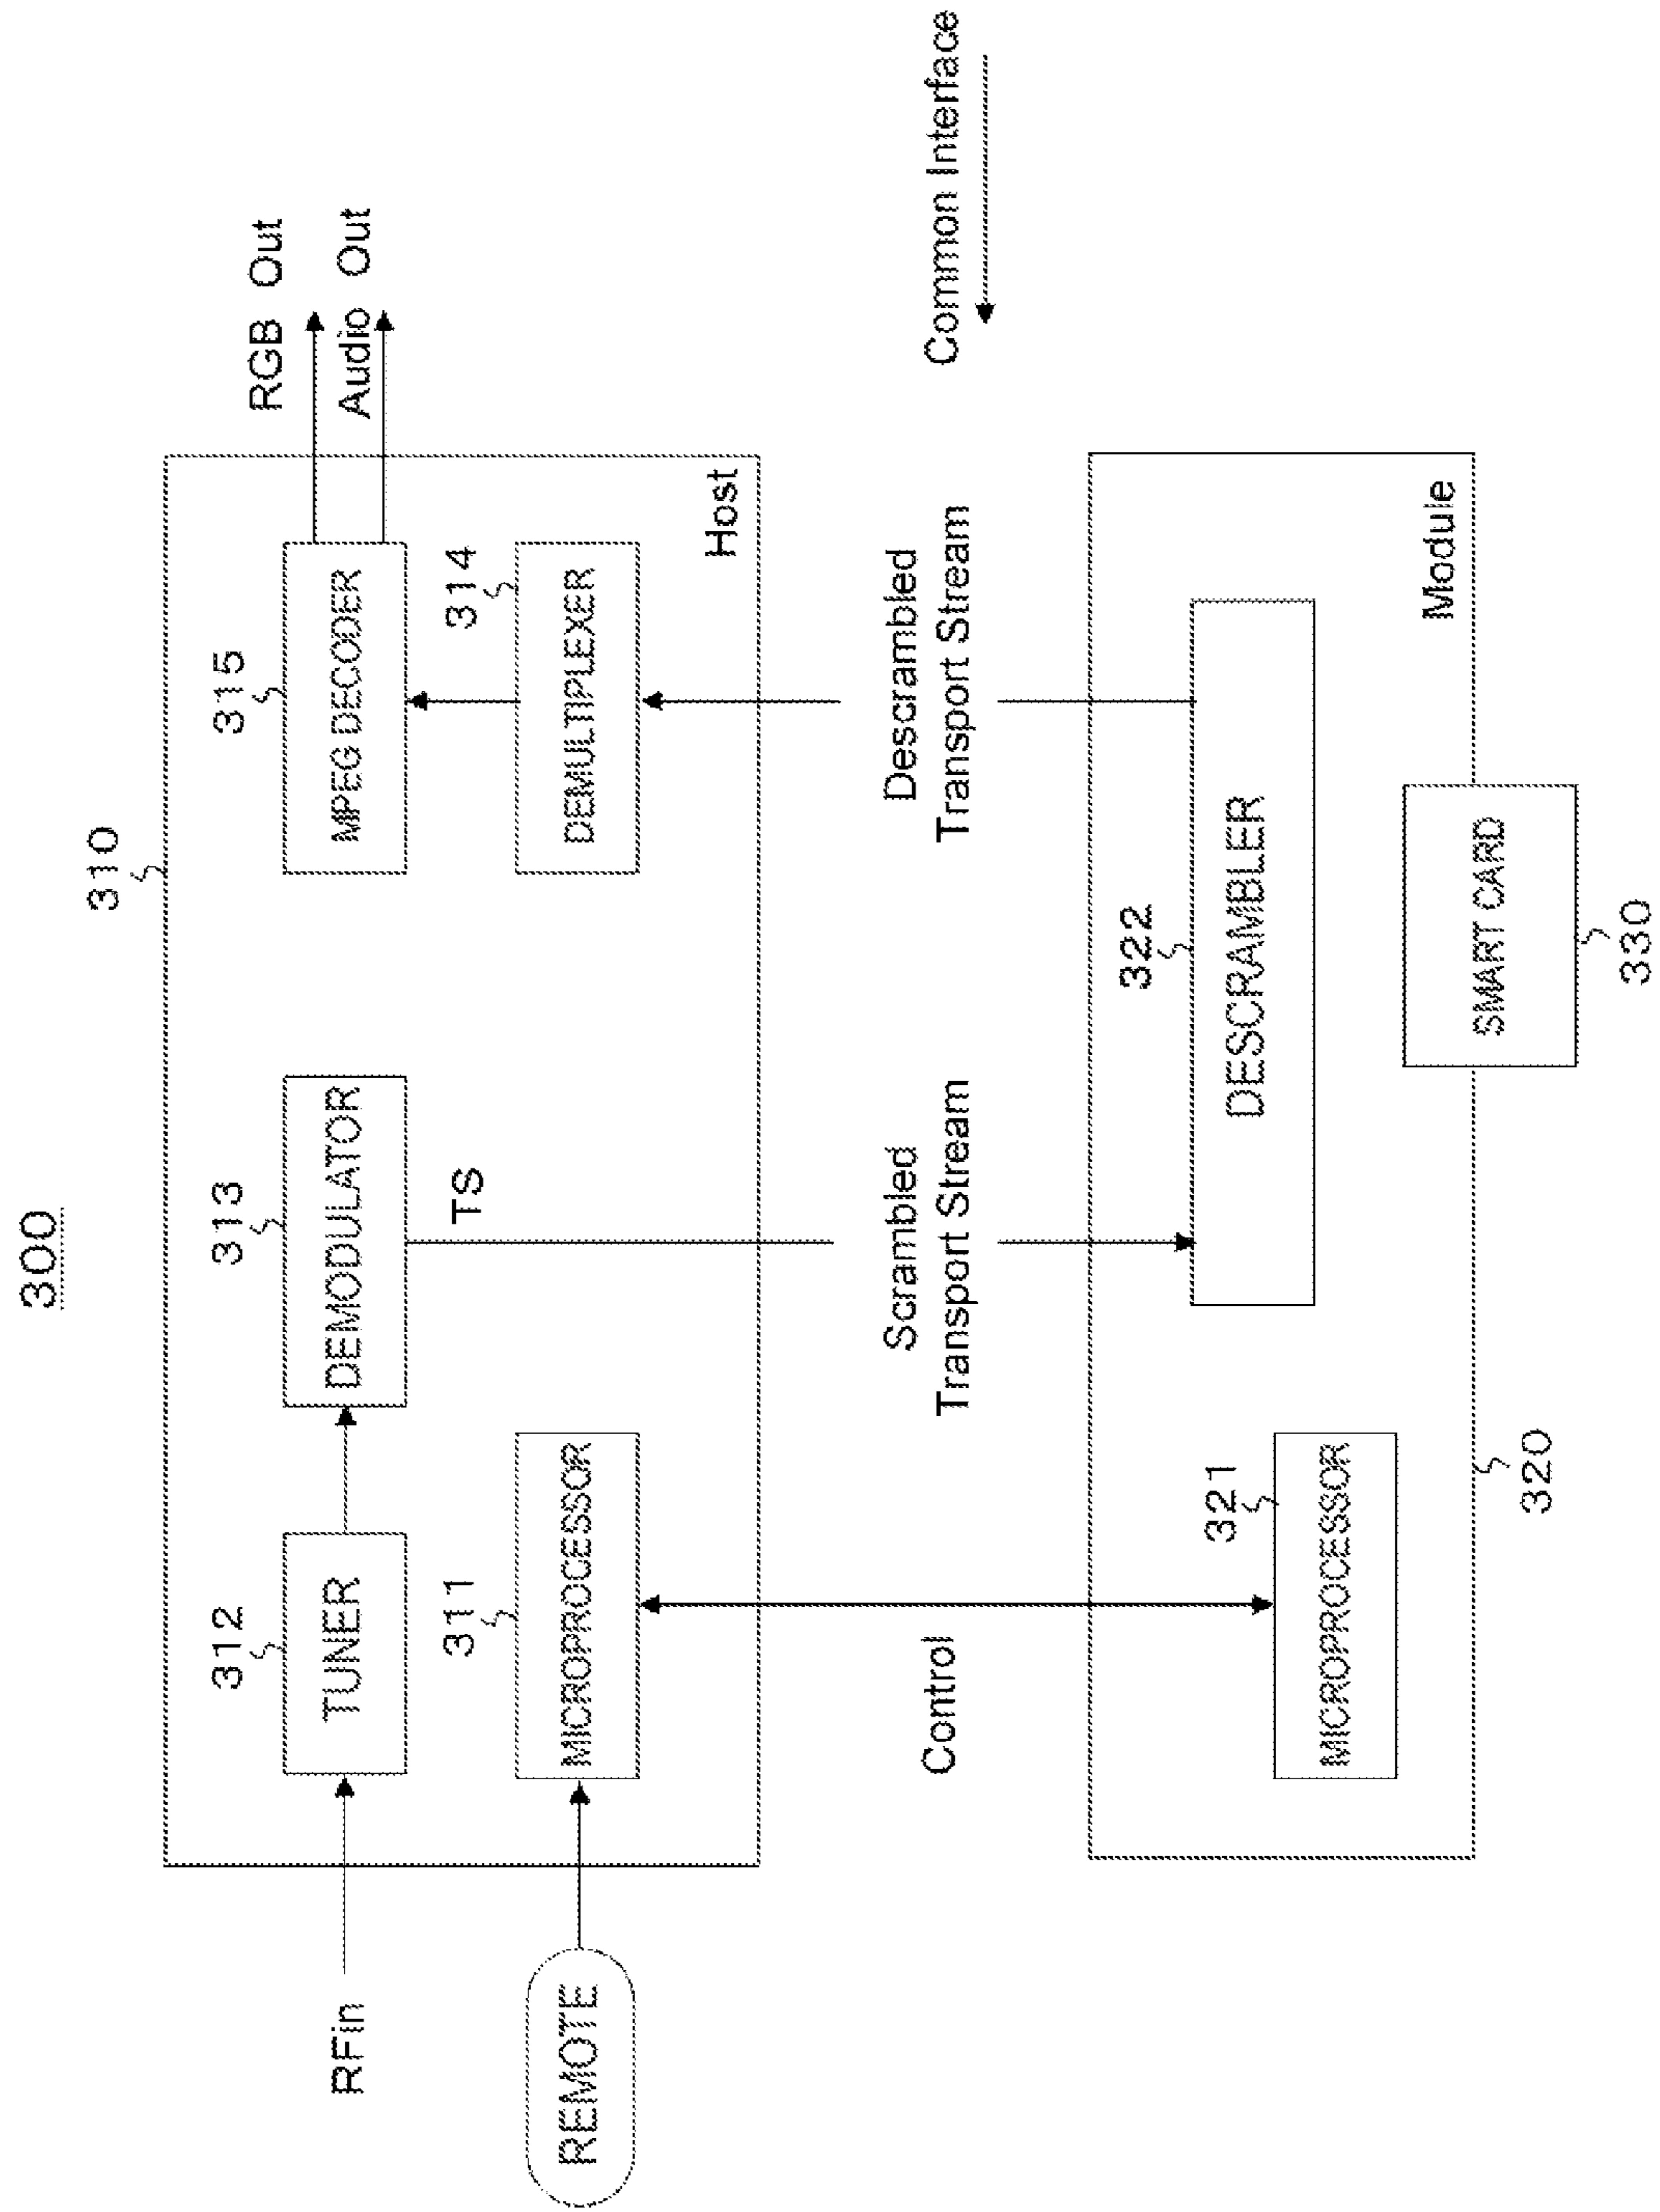 300
310
312
313
315
RFin
TUNER
DEMODULATOR
MPEG DECODER
RGB Out
Audio Out
311
TS
314
REMOTE
MICROPROCESSOR
DEMULTIPLEXER
Host
Control
Scrambled
Transport Stream
Descrambled
Transport Stream
Common Interface
322
321
DESCRAMBLER
MICROPROCESSOR
Module
320
SMART CARD
330